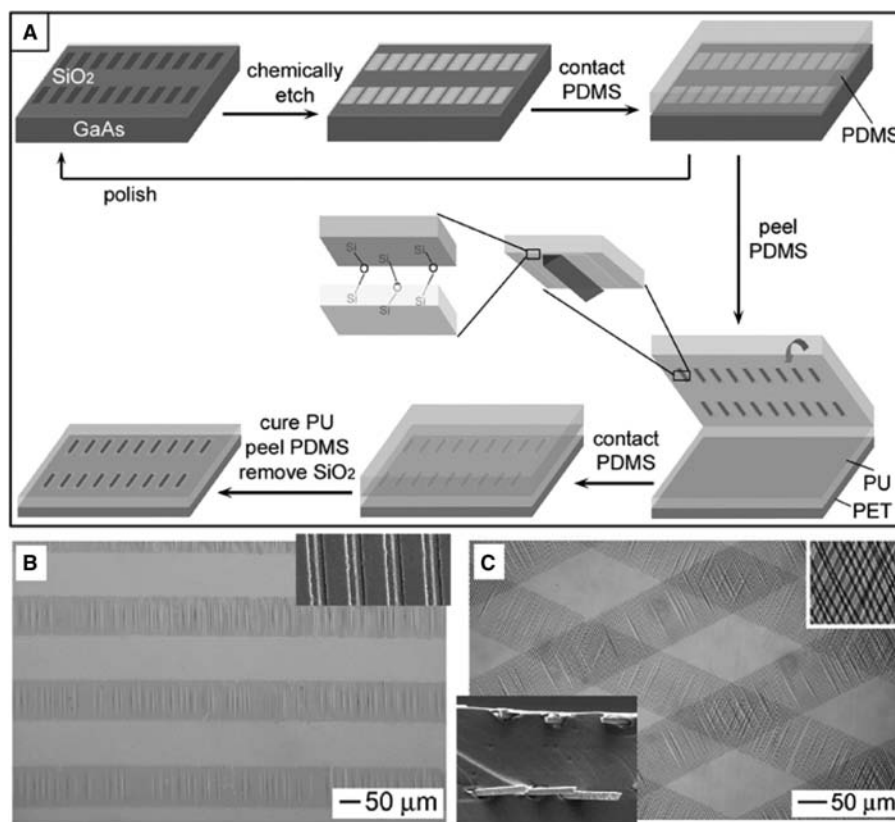 A
SiO2
GaAs
chemically
etch
contact
PDMS
PDMS
polish
peel
PDMS
Si
Si
Si
Si
Si
Si
cure PU
peel PDMS
remove SiO2
contact
PDMS
PU
PET
B
50 μm
C
50 μm